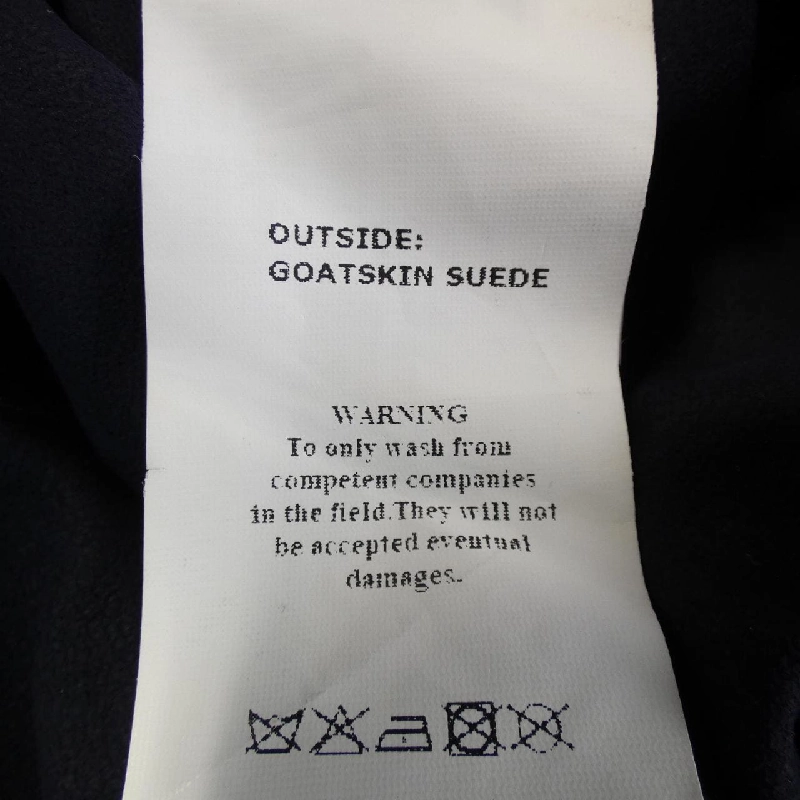 OUTSIDE:
GOATSKIN SUEDE
WARNING
To only wash from
competent companies
in the field.They will not
be accepted eventual
damages.